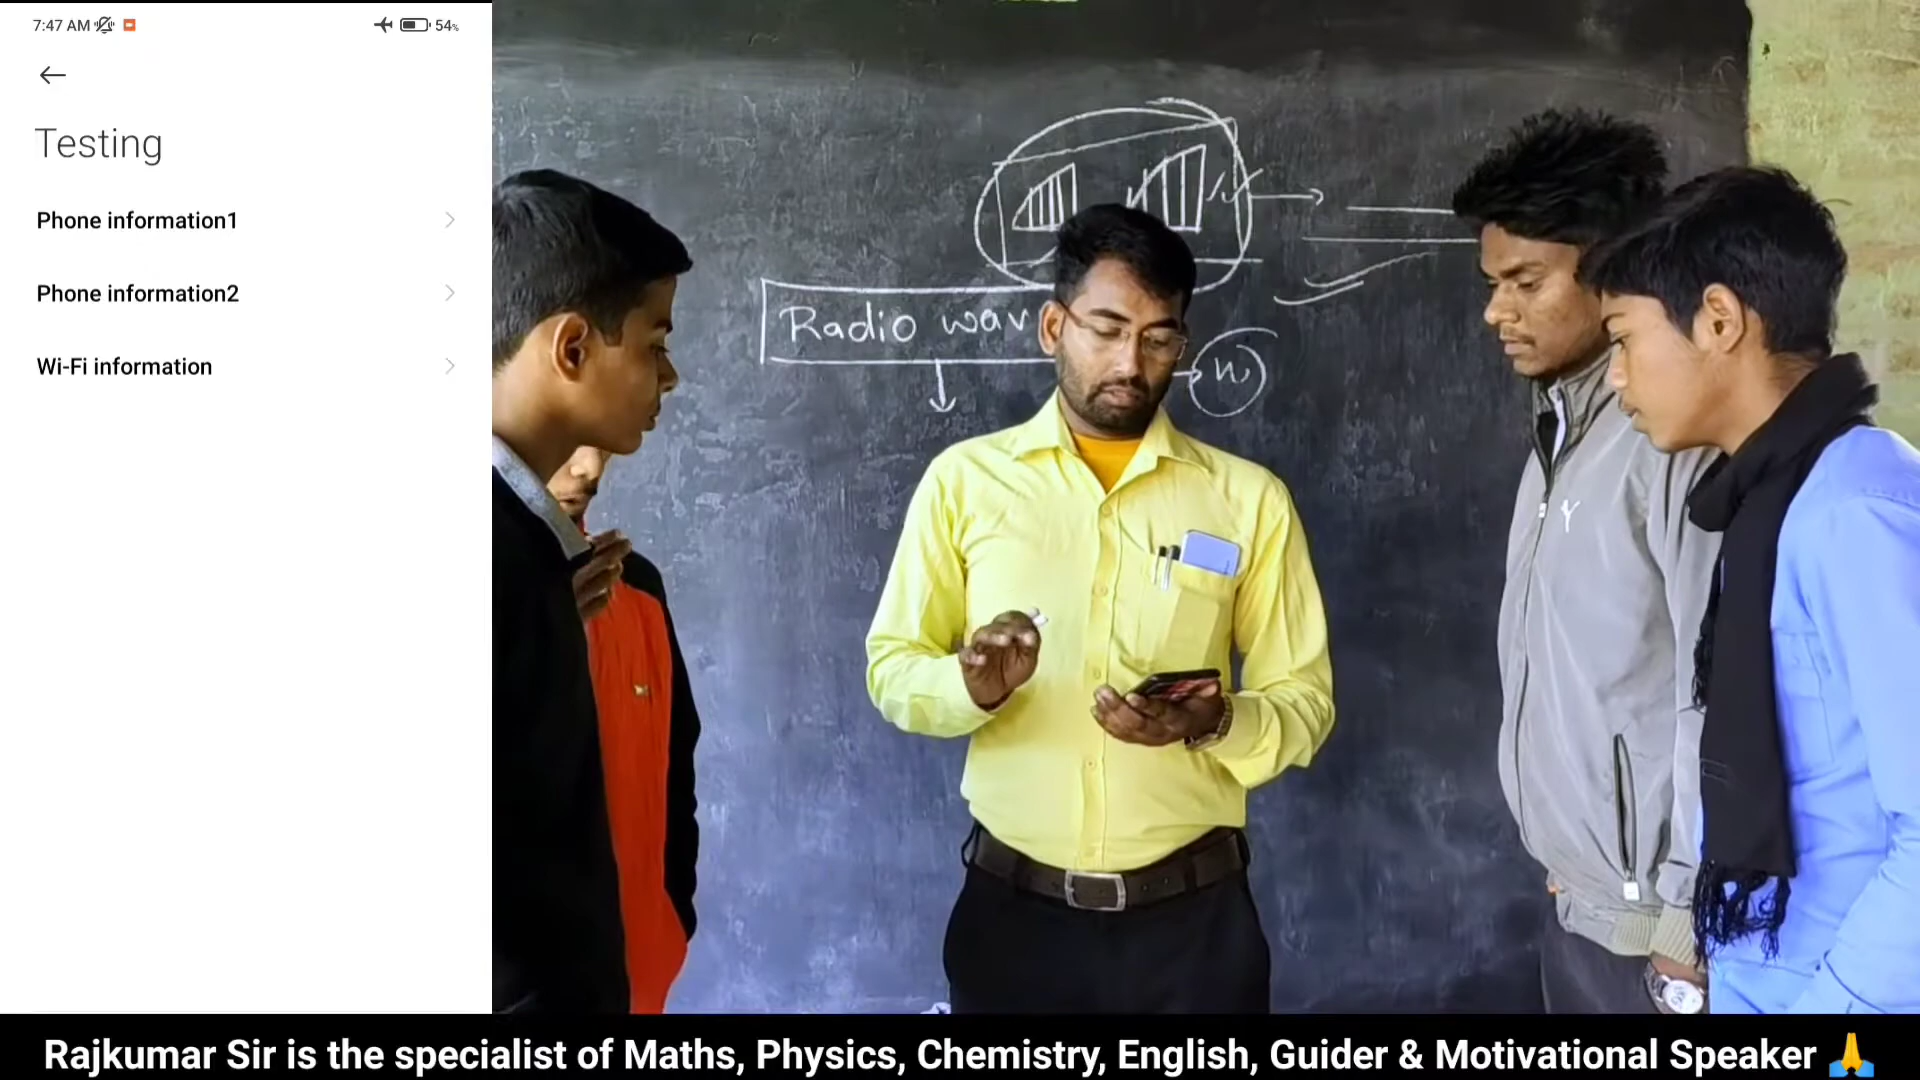 7:47 AM
54%
Testing
Phone information1
Phone information2
Wi-Fi information
Radio wav
Rajkumar Sir is the specialist of Maths, Physics, Chemistry, English, Guider & Motivational Speaker 🙏